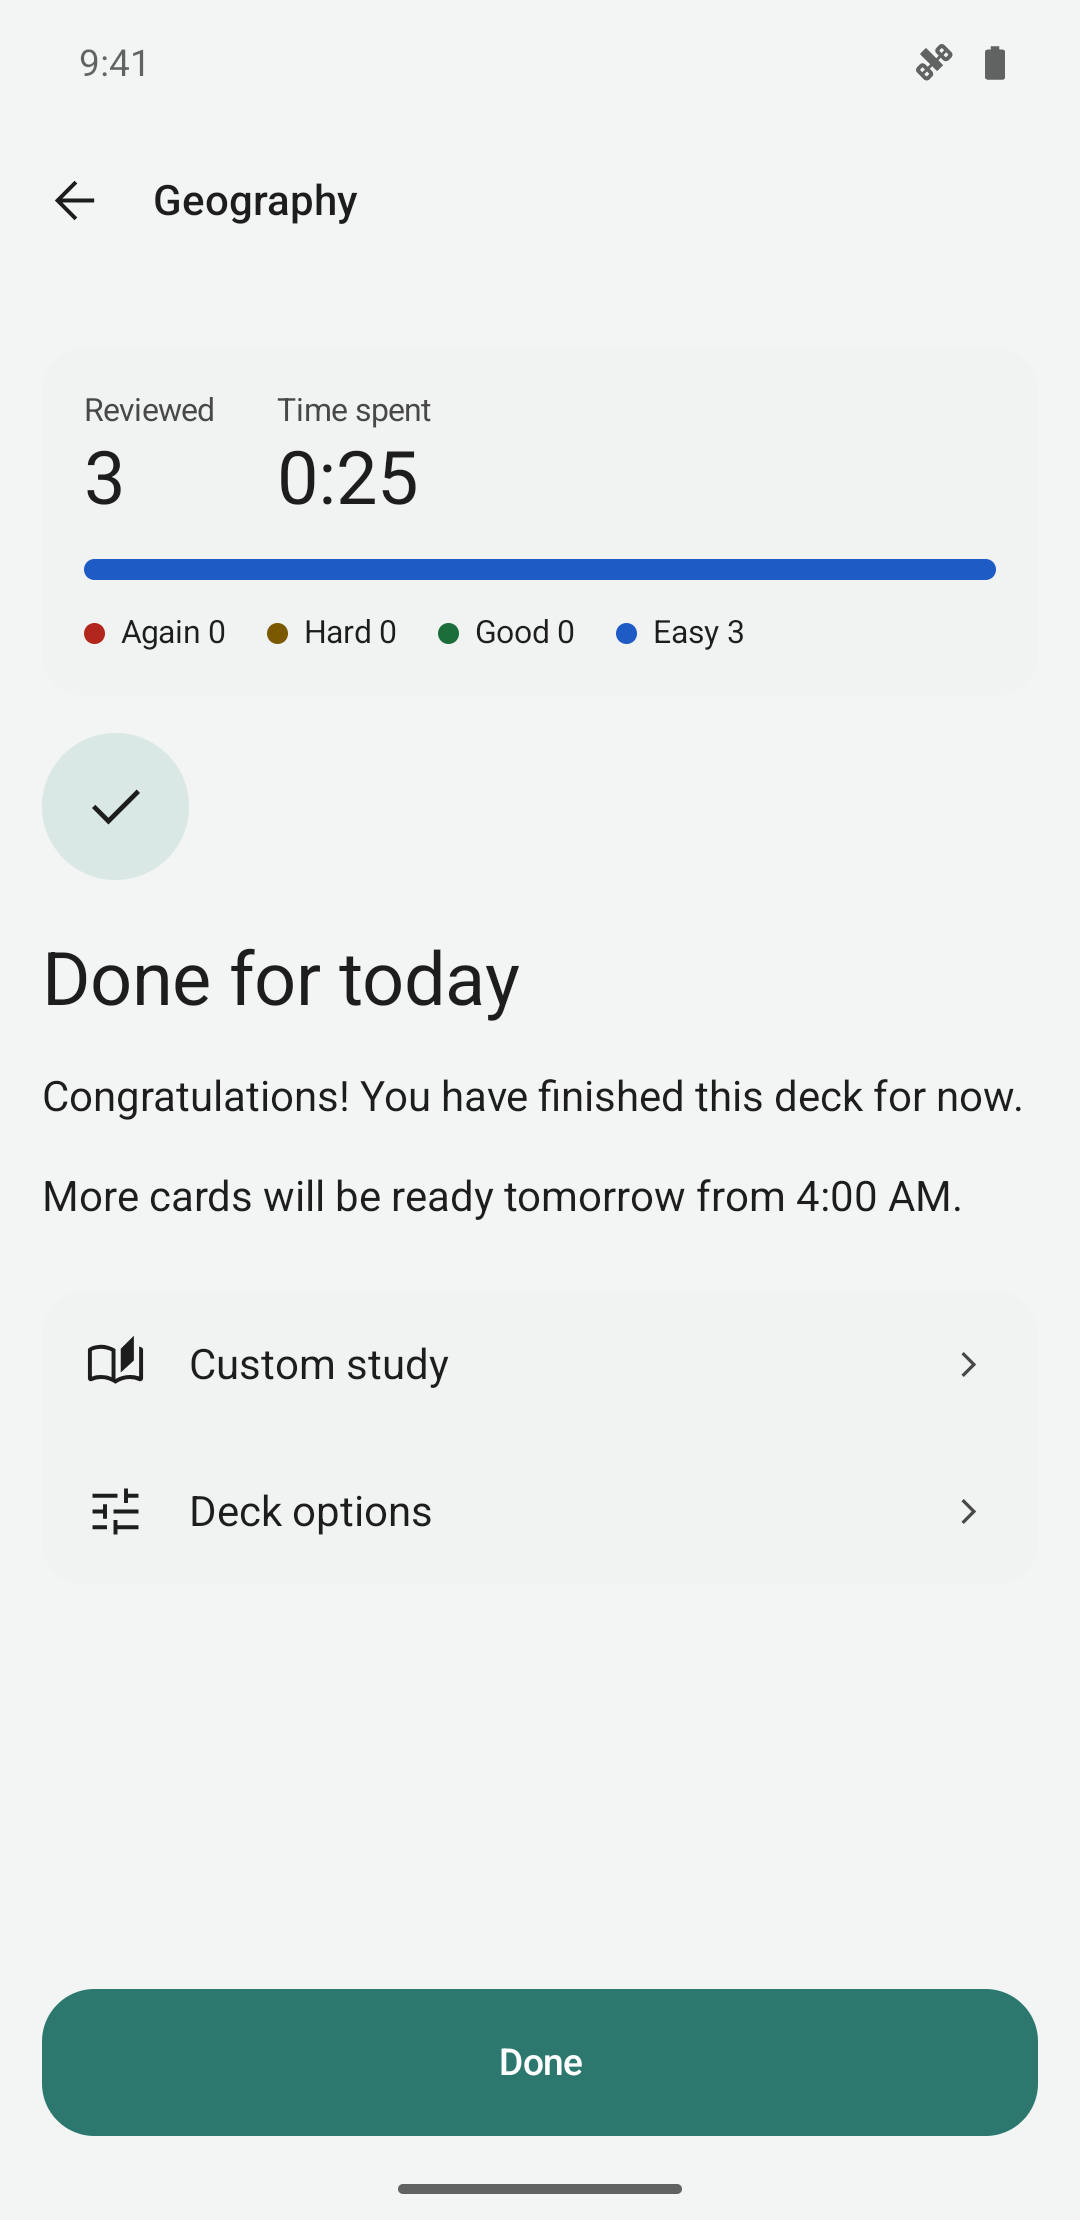 9:41
Geography
Reviewed Time spent
3 0:25
Again 0 Hard 0 Good 0 Easy 3
Done for today
Congratulations! You have finished this deck for now.
More cards will be ready tomorrow from 4:00 AM.
Custom study
Deck options
Done